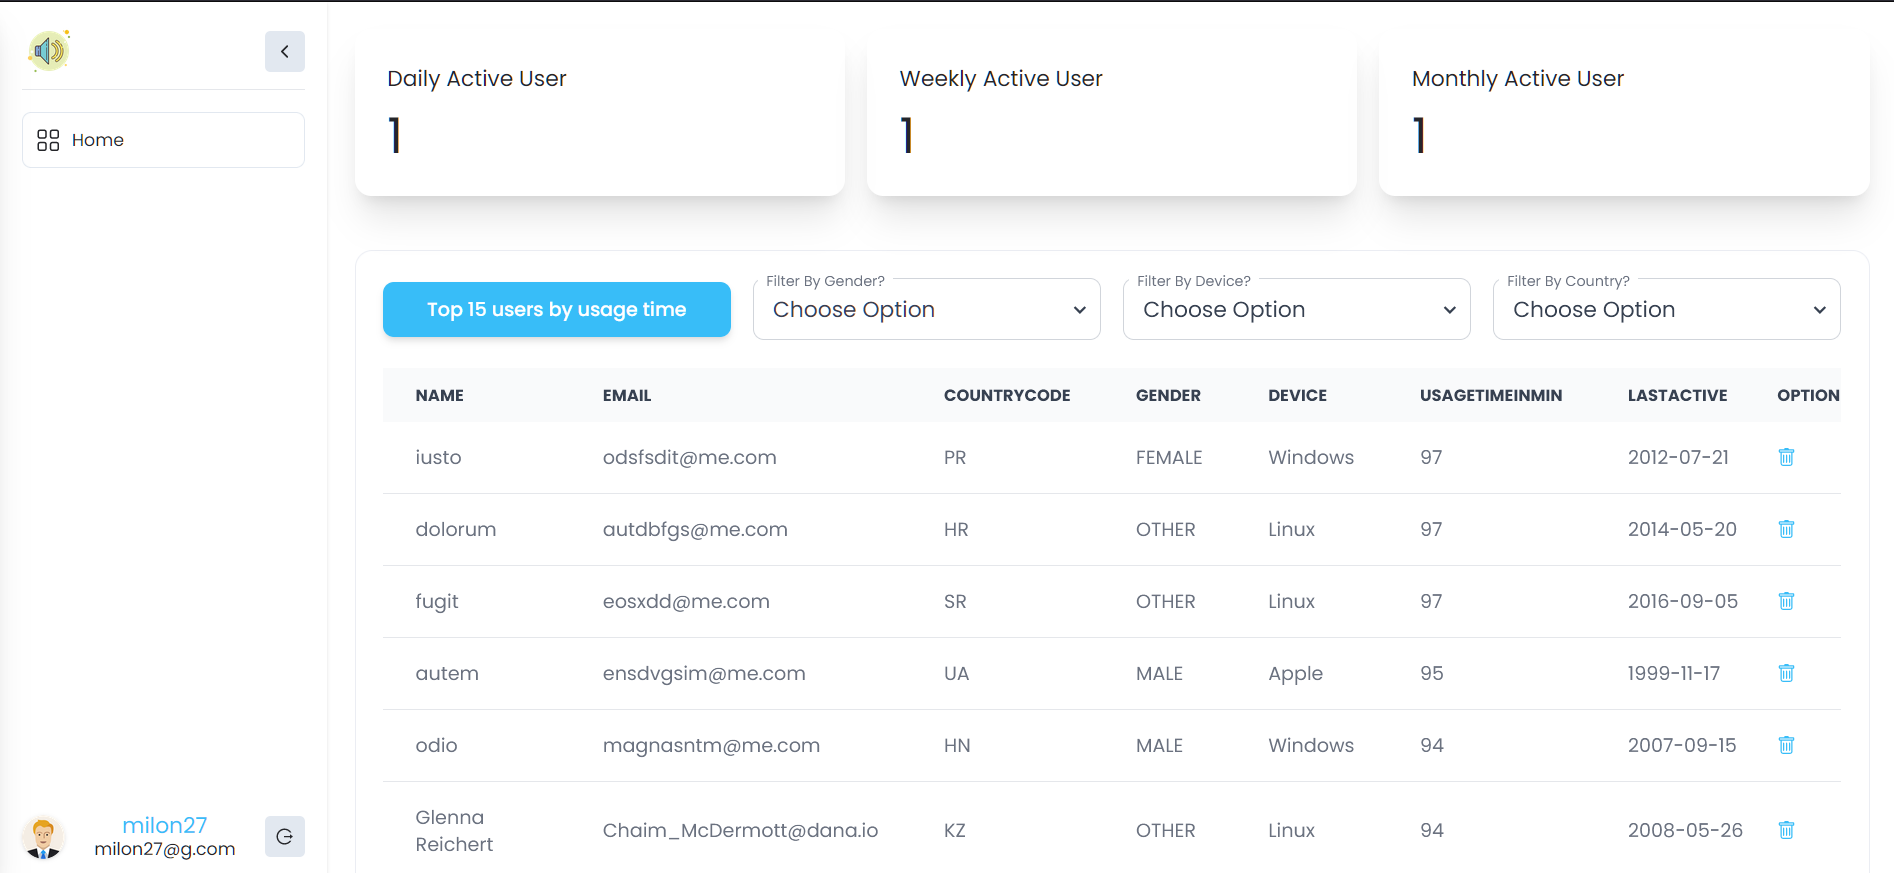 Daily Active User
1
Weekly Active User
1
Monthly Active User
1
Home
Top 15 users by usage time
Filter By Gender?
Choose Option
Filter By Device?
Choose Option
Filter By Country?
Choose Option
NAME EMAIL COUNTRYCODE GENDER DEVICE USAGETIMEINMIN LASTACTIVE OPTION
iusto odsfsdit@me.com PR FEMALE Windows 97 2012-07-21
dolorum autdbfgs@me.com HR OTHER Linux 97 2014-05-20
fugit eosxdd@me.com SR OTHER Linux 97 2016-09-05
autem ensdvgsim@me.com UA MALE Apple 95 1999-11-17
odio magnasntm@me.com HN MALE Windows 94 2007-09-15
Glenna
Reichert Chaim_McDermott@dana.io KZ OTHER Linux 94 2008-05-26
milon27
milon27@g.com